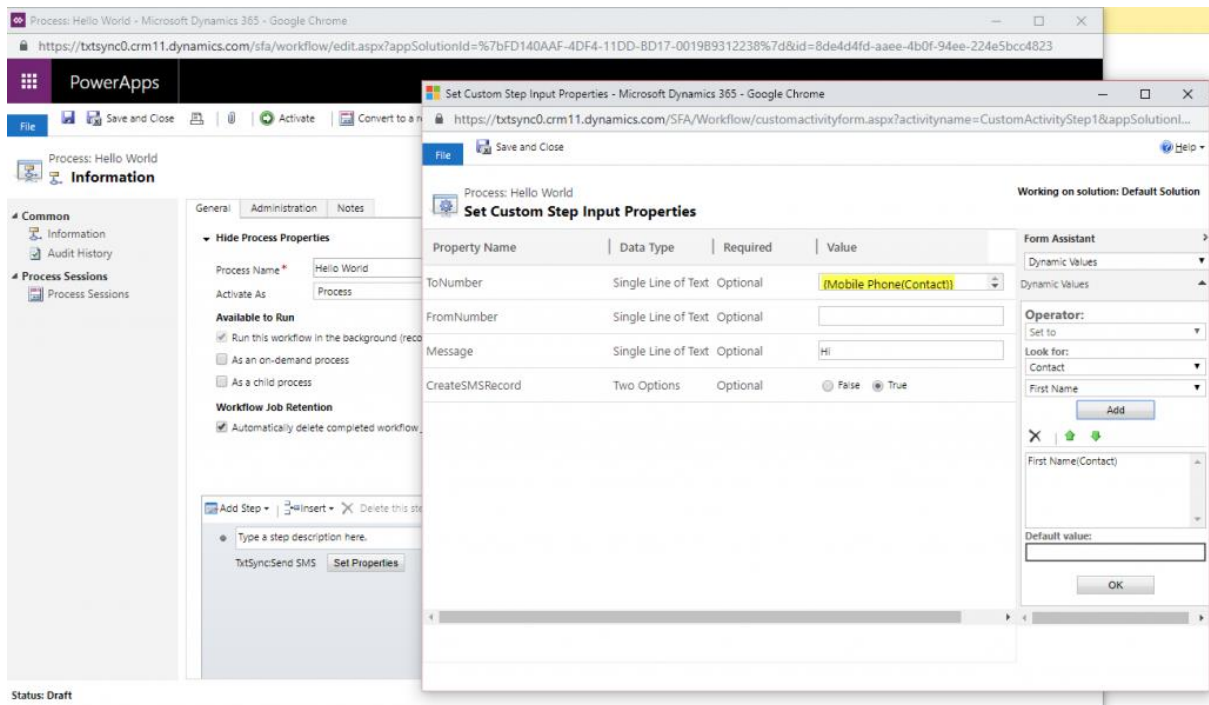 Process: Hello World - Microsoft Dynamics 365 - Google Chrome
https://txtsync0.crm11.dynamics.com/sfa/workflow/edit.aspx?appSolutionId=%7bFD140AAF-4DF4-11DD-BD17-0019B9312238%7d&id=8de4d4fd-aaee-4b0f-94ee-224e5bcc4823
PowerApps
File
Save and Close
Activate
Convert to a
Process: Hello World
Information
Common
Information
Audit History
Process Sessions
Process Sessions
General Administration Notes
Hide Process Properties
Process Name* Hello World
Activate As Process
Available to Run
Run this workflow in the background (reco
As an on-demand process
As a child process
Workflow Job Retention
Automatically delete completed workflow
Add Step Insert Delete this ste
Type a step description here.
TxtSync:Send SMS Set Properties
Status: Draft
Set Custom Step Input Properties - Microsoft Dynamics 365 - Google Chrome
https://txtsync0.crm11.dynamics.com/SFA/Workflow/customactivityform.aspx?activityname=CustomActivityStep1&appSolutionI...
File
Save and Close
Help
Process: Hello World
Set Custom Step Input Properties
Working on solution: Default Solution
Property Name Data Type Required Value
ToNumber Single Line of Text Optional {Mobile Phone(Contact)}
FromNumber Single Line of Text Optional
Message Single Line of Text Optional Hi
CreateSMSRecord Two Options Optional False True
Form Assistant
Dynamic Values
Dynamic Values
Operator:
Set to
Look for:
Contact
First Name
Add
First Name(Contact)
Default value:
OK